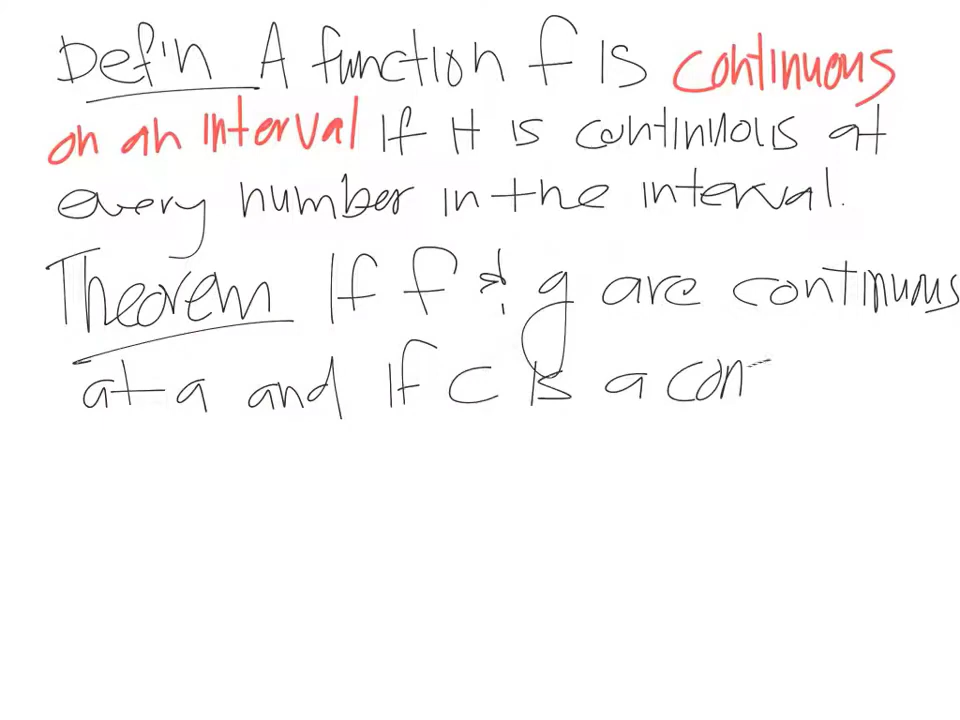 Def'n A function f is continuous
on an interval if it is continuous at
every number in the interval.
Theorem If f & g are continuous
at a and if c is a con